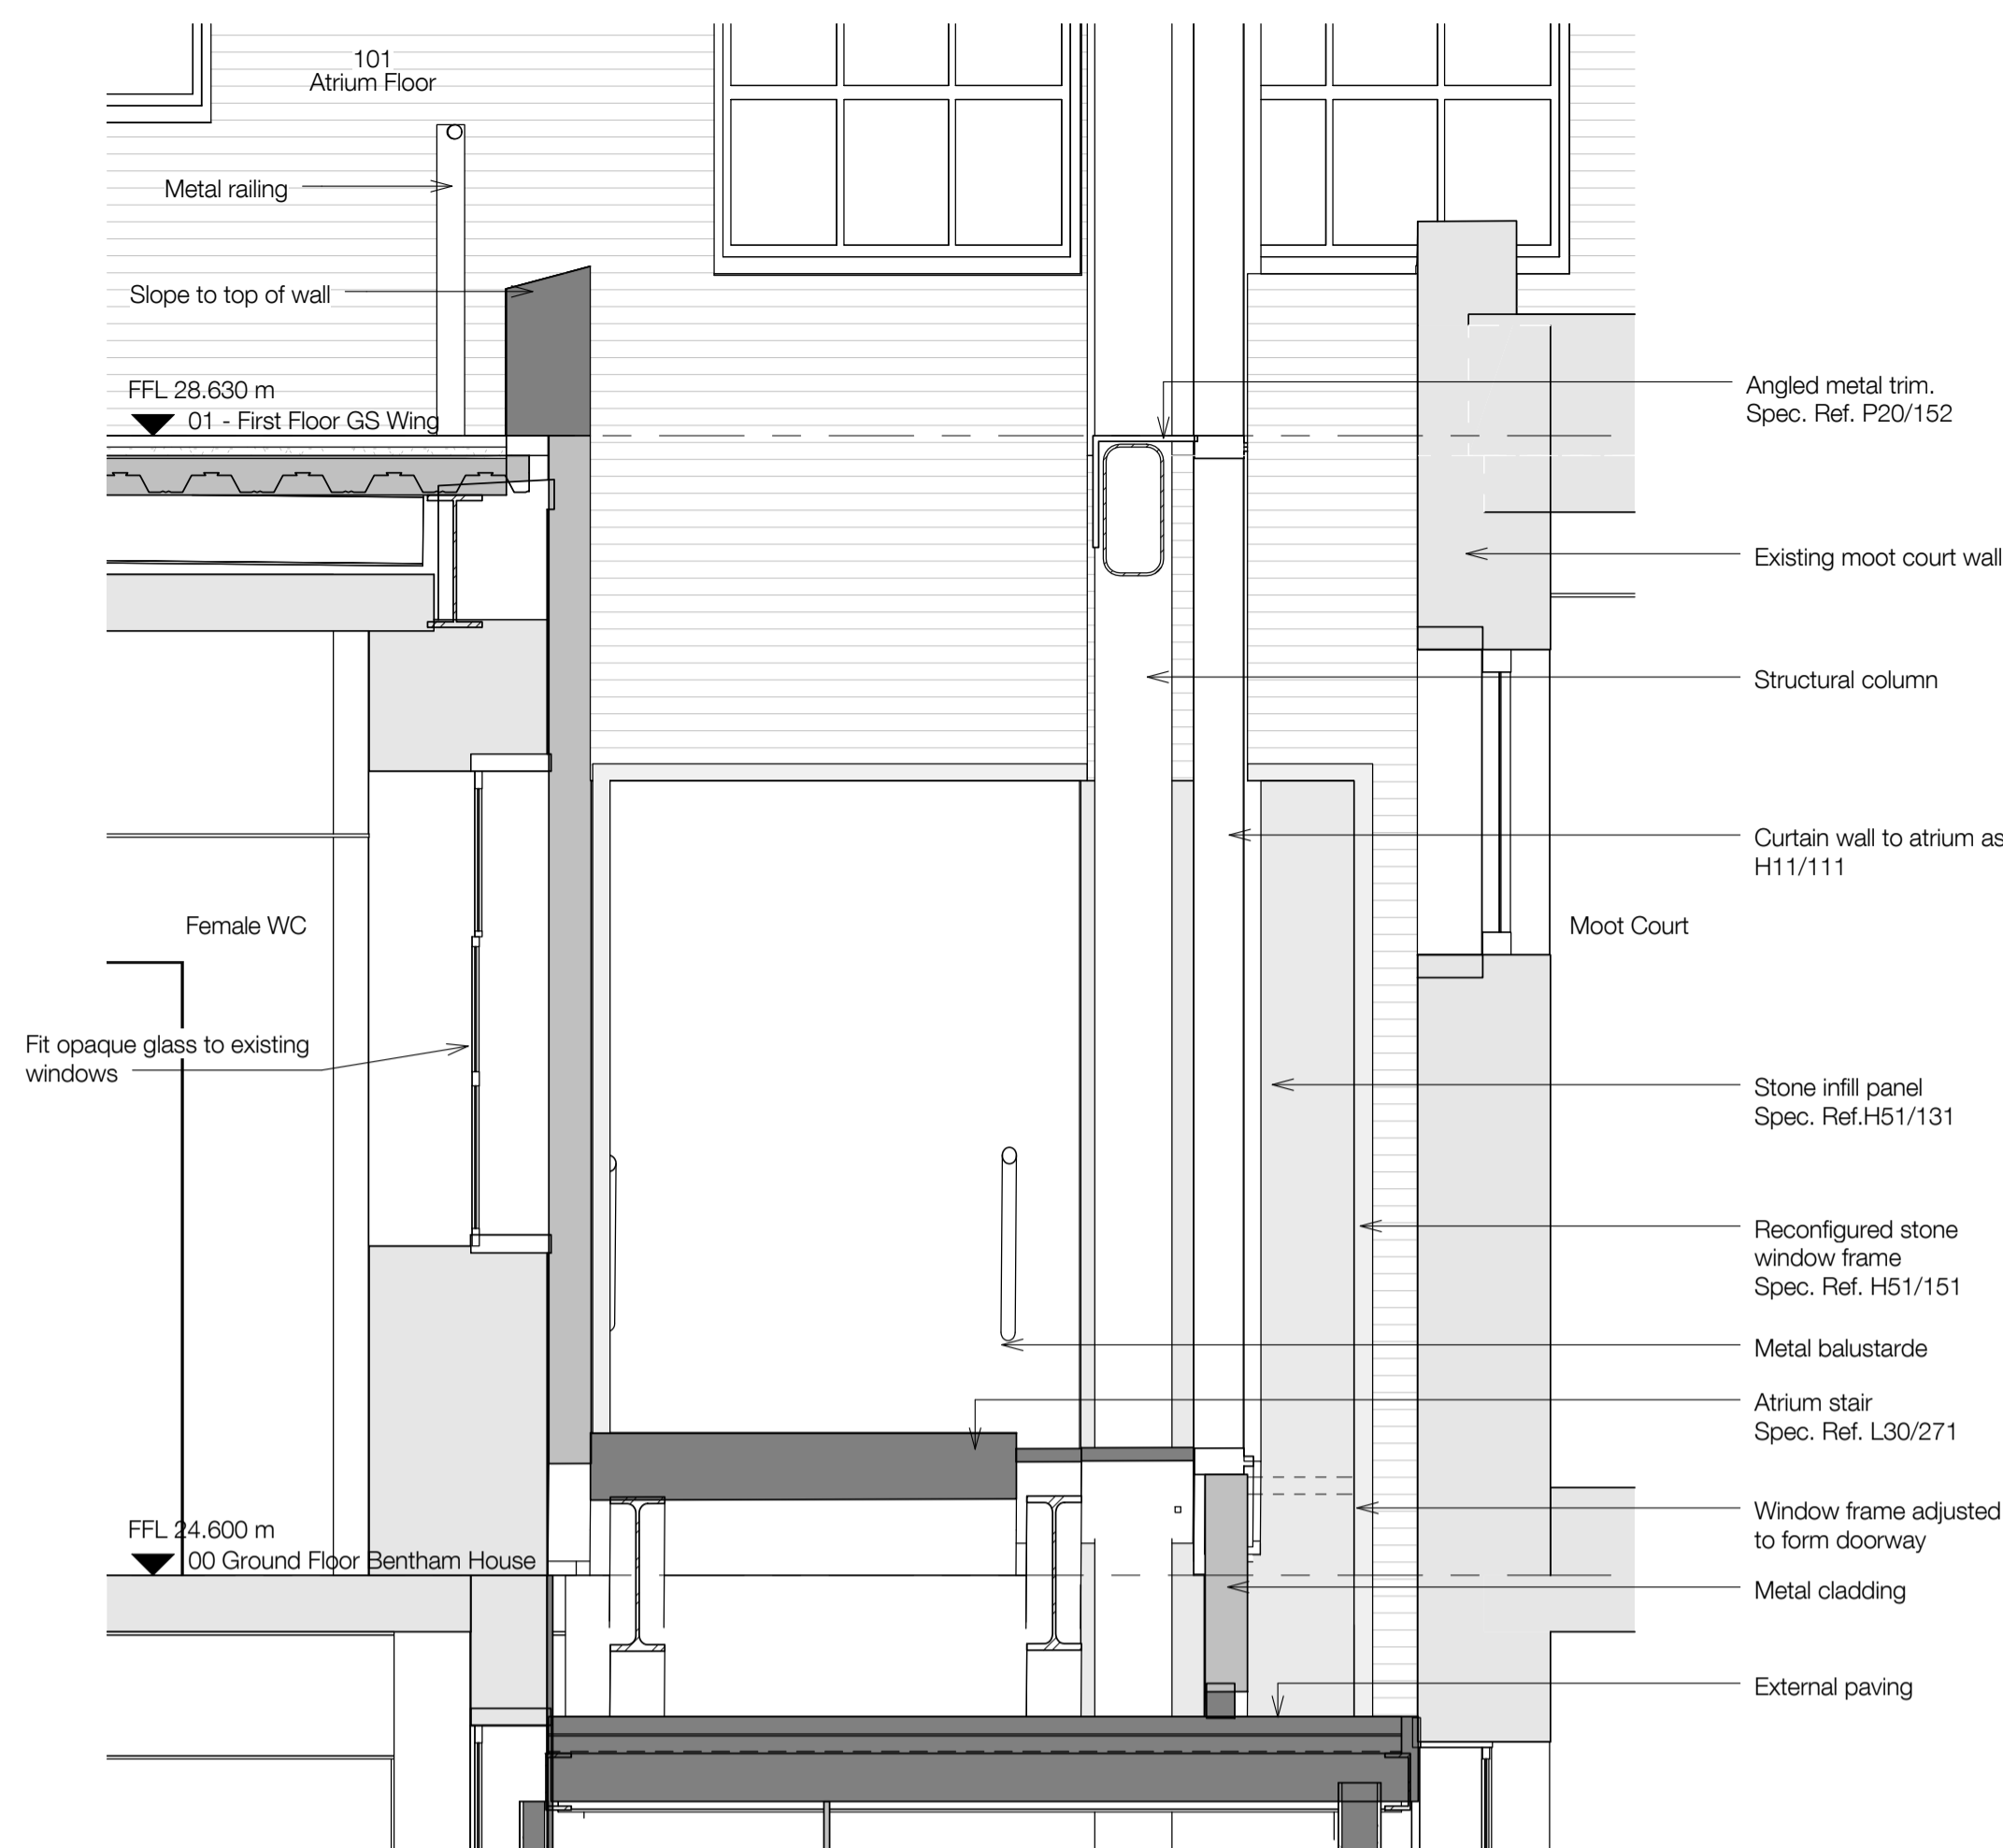 101
Atrium Floor
Metal railing
Slope to top of wall
FFL 28.630 m
01 - First Floor GS Wing
Angled metal trim.
Spec. Ref. P20/152
Existing moot court wall
Structural column
Curtain wall to atrium as
H11/111
Female WC
Moot Court
Fit opaque glass to existing
windows
Stone infill panel
Spec. Ref.H51/131
Reconfigured stone
window frame
Spec. Ref. H51/151
Metal balustarde
Atrium stair
Spec. Ref. L30/271
Window frame adjusted
to form doorway
FFL 24.600 m
00 Ground Floor Bentham House
Metal cladding
External paving